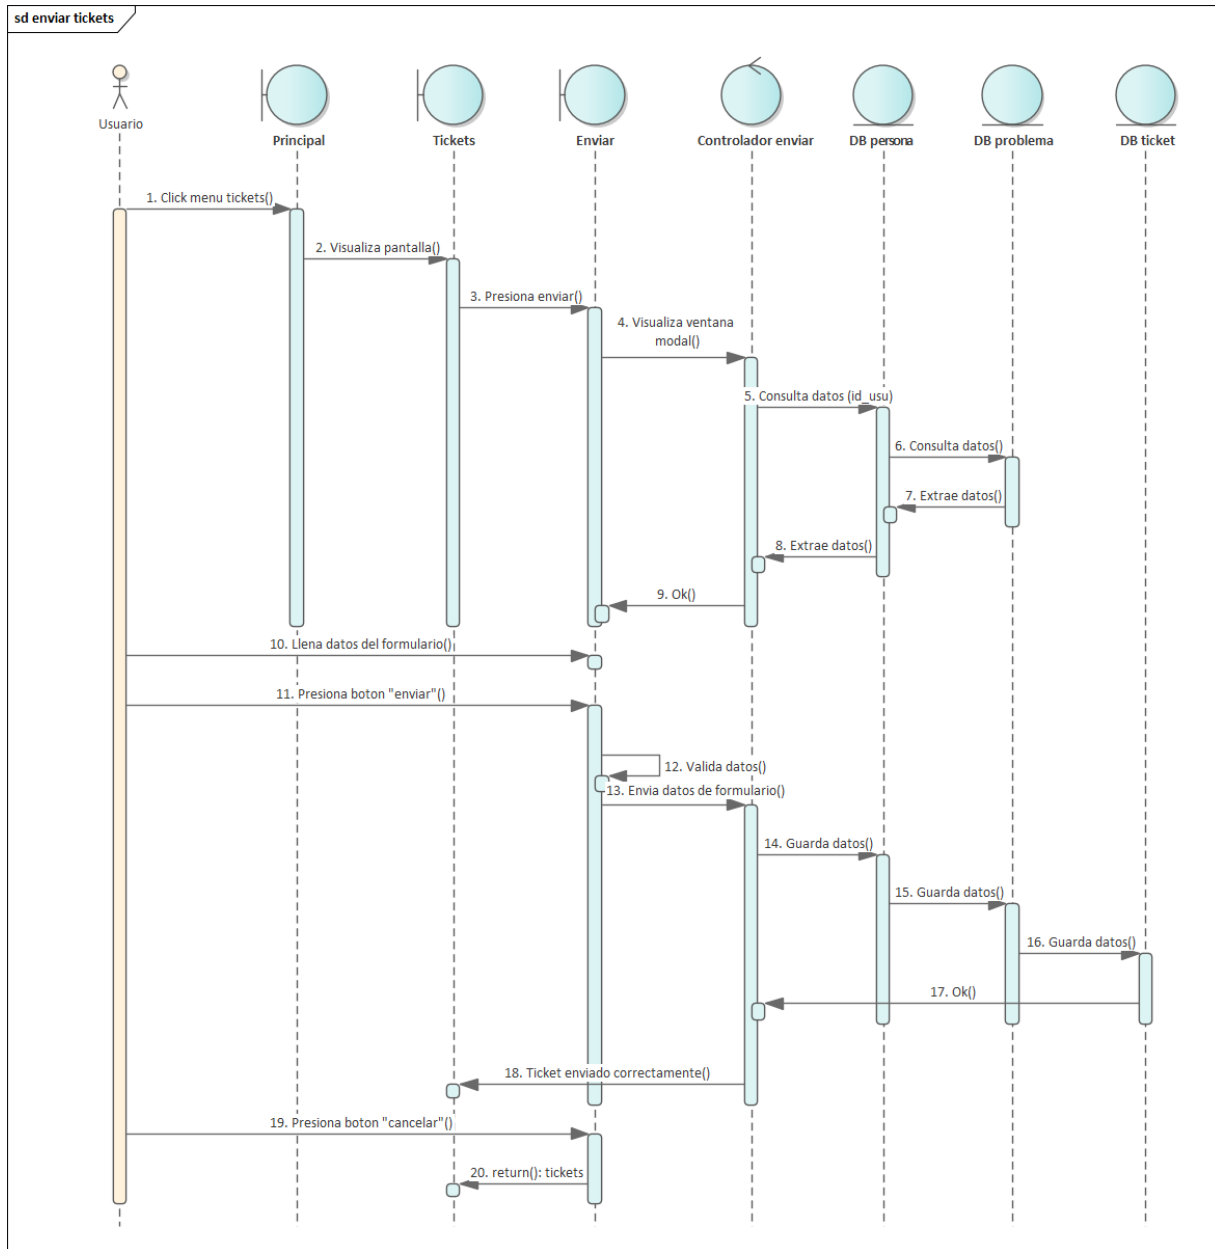 sd enviar tickets
Usuario
Principal
Tickets
Enviar
Controlador enviar
DB persona
DB problema
DB ticket
1. Click menu tickets()
2. Visualiza pantalla()
3. Presiona enviar()
4. Visualiza ventana
modal()
5. Consulta datos (id_usu)
6. Consulta datos()
7. Extrae datos()
8. Extrae datos()
9. Ok()
10. Llena datos del formulario()
11. Presiona boton "enviar"()
12. Valida datos()
13. Envia datos de formulario()
14. Guarda datos()
15. Guarda datos()
16. Guarda datos()
17. Ok()
18. Ticket enviado correctamente()
19. Presiona boton "cancelar"()
20. return(): tickets